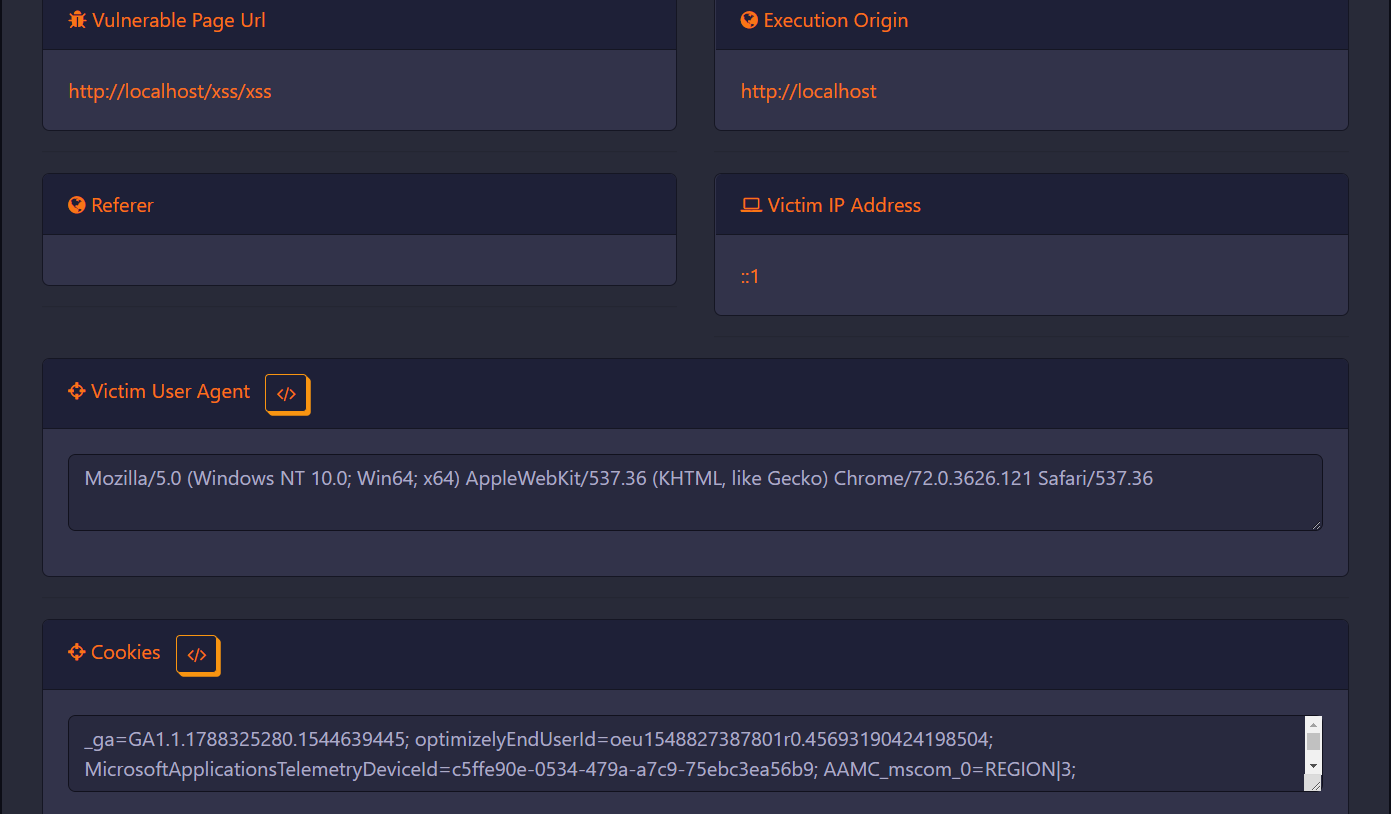 Vulnerable Page Url
Execution Origin
http://localhost/xss/xss
http://localhost
Referer
Victim IP Address
::1
Victim User Agent </>
Mozilla/5.0 (Windows NT 10.0; Win64; x64) AppleWebKit/537.36 (KHTML, like Gecko) Chrome/72.0.3626.121 Safari/537.36
Cookies </>
_ga=GA1.1.1788325280.1544639445; optimizelyEndUserId=oeu1548827387801r0.45693190424198504;
MicrosoftApplicationsTelemetryDeviceId=c5ffe90e-0534-479a-a7c9-75ebc3ea56b9; AAMC_mscom_0=REGION|3;